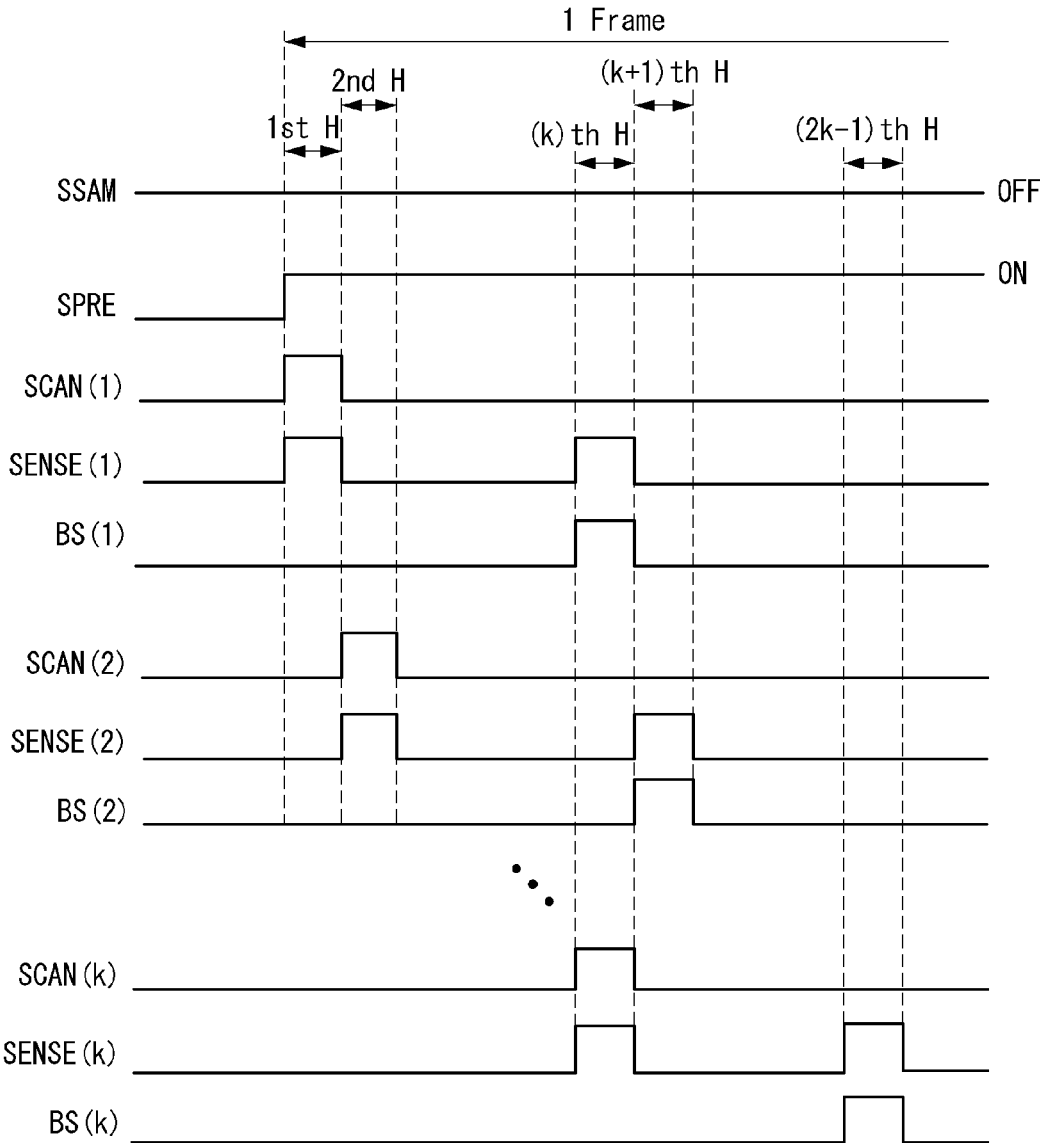 1 Frame
2nd H
(k+1)th H
1st H
(k)th H
(2k-1)th H
SSAM
OFF
SPRE
ON
SCAN(1)
SENSE(1)
BS(1)
SCAN(2)
SENSE(2)
BS(2)
SCAN(k)
SENSE(k)
BS(k)